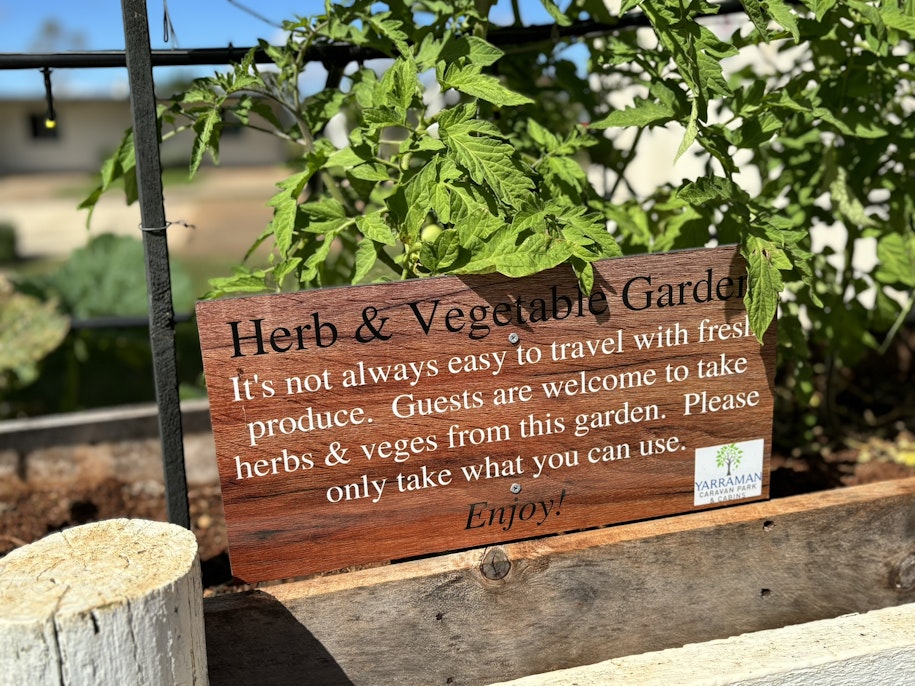 Herb & Vegetable Garden
It's not always easy to travel with fresh
produce.  Guests are welcome to take
herbs & veges from this garden.  Please
only take what you can use.
Enjoy!
YARRAMAN
CARAVAN PARK
& CABINS